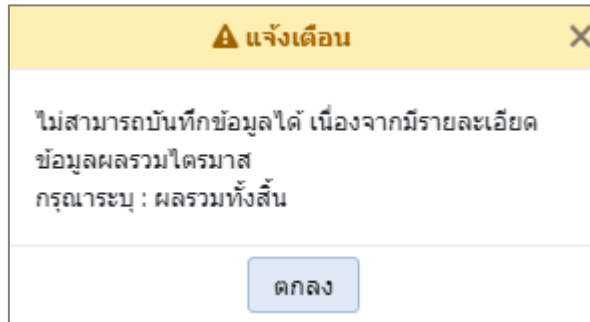 แจ้งเตือน
ไม่สามารถบันทึกข้อมูลได้ เนื่องจากมีรายละเอียด
ข้อมูลผลรวมไตรมาส
กรุณาระบุ : ผลรวมทั้งสิ้น
ตกลง